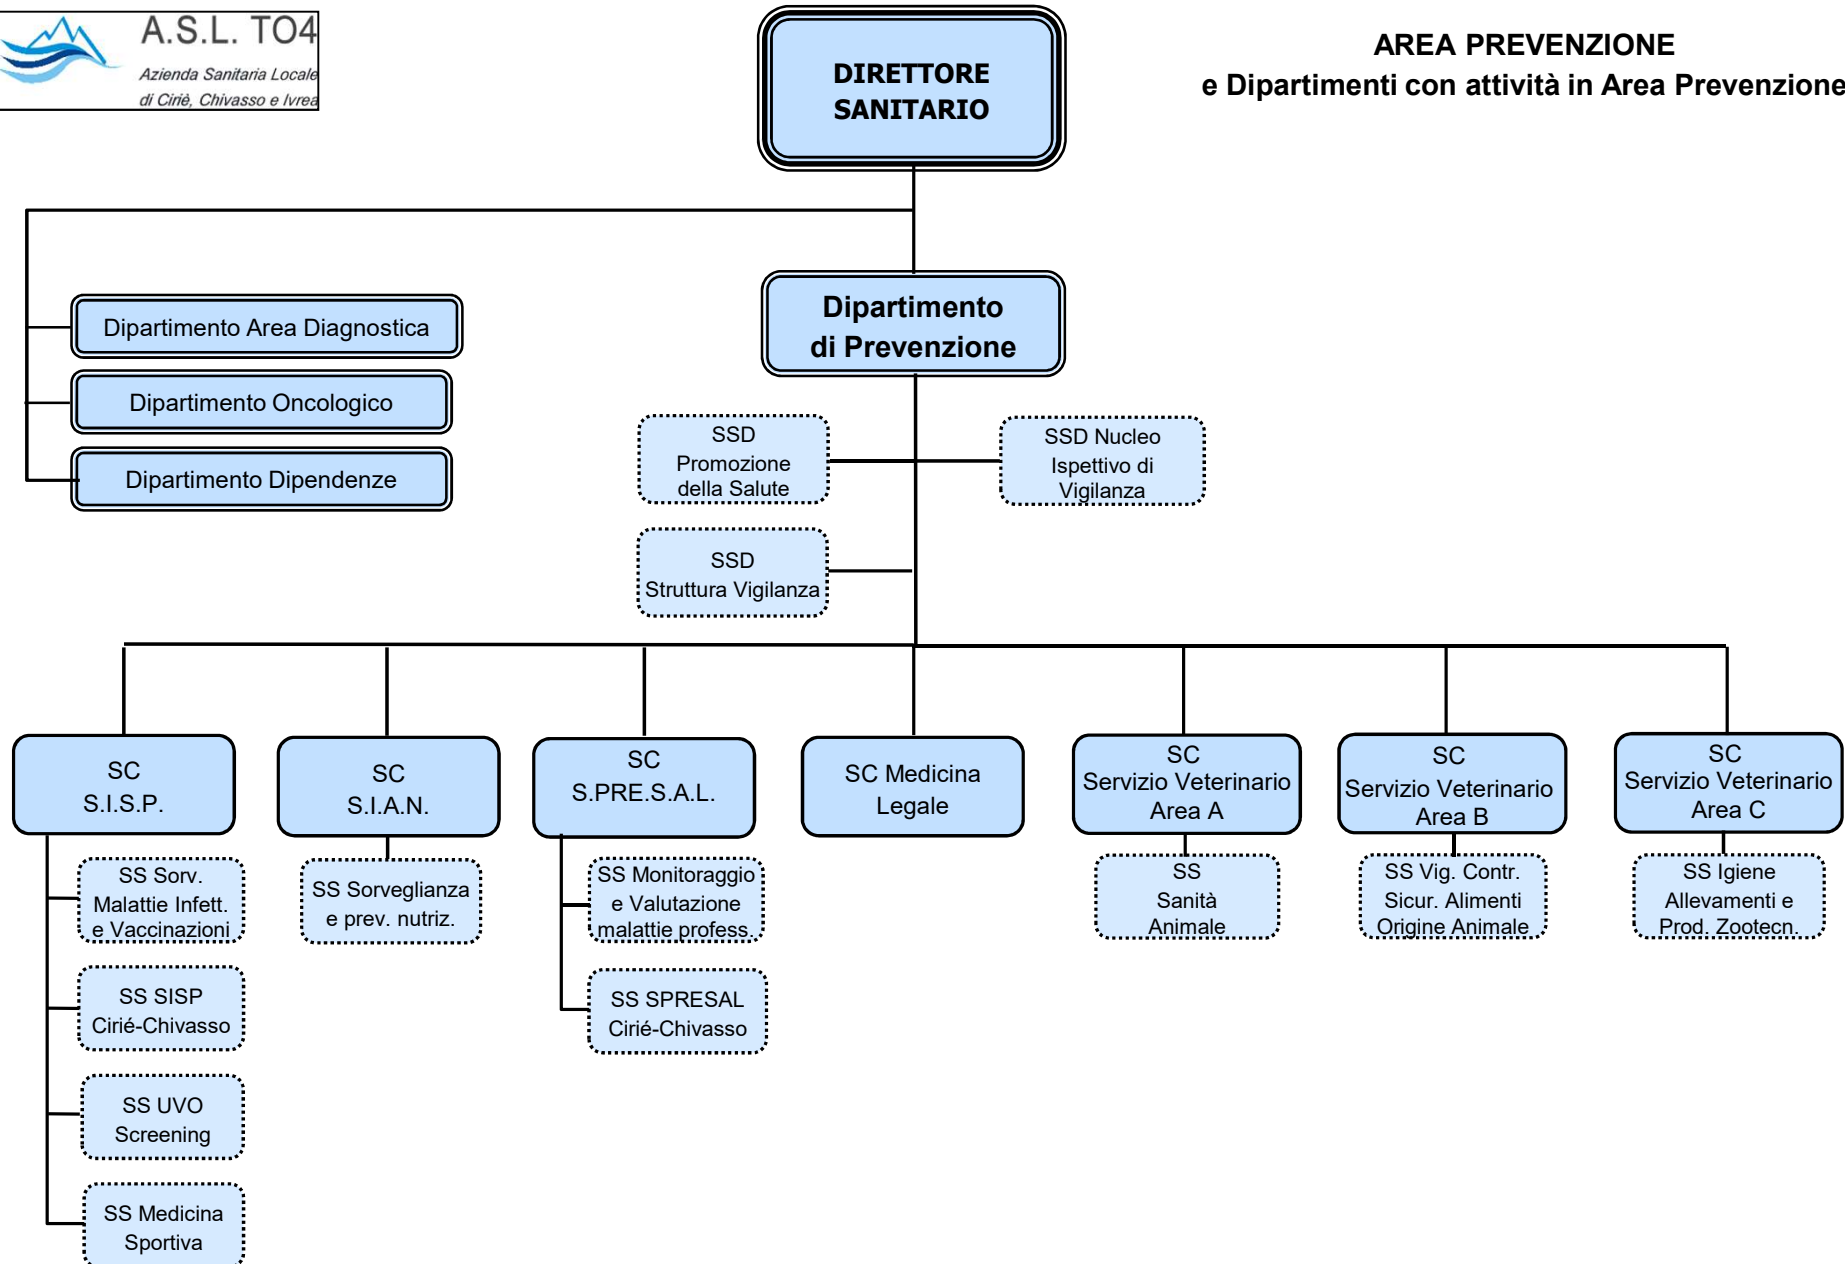 A.S.L. TO4
Azienda Sanitaria Locale
di Ciriè, Chivasso e Ivrea
AREA PREVENZIONE
e Dipartimenti con attività in Area Prevenzione
DIRETTORE
SANITARIO
Dipartimento
di Prevenzione
Dipartimento Area Diagnostica
Dipartimento Oncologico
Dipartimento Dipendenze
SSD
Promozione
della Salute
SSD Nucleo
Ispettivo di
Vigilanza
SSD
Struttura Vigilanza
SC
S.I.S.P.
SC
S.I.A.N.
SC
S.PRE.S.A.L.
SC Medicina
Legale
SC
Servizio Veterinario
Area A
SC
Servizio Veterinario
Area B
SC
Servizio Veterinario
Area C
SS Sorv.
Malattie Infett.
e Vaccinazioni
SS Sorveglianza
e prev. nutriz.
SS Monitoraggio
e Valutazione
malattie profess.
SS
Sanità
Animale
SS Vig. Contr.
Sicur. Alimenti
Origine Animale
SS Igiene
Allevamenti e
Prod. Zootecn.
SS SISP
Cirié-Chivasso
SS SPRESAL
Cirié-Chivasso
SS UVO
Screening
SS Medicina
Sportiva